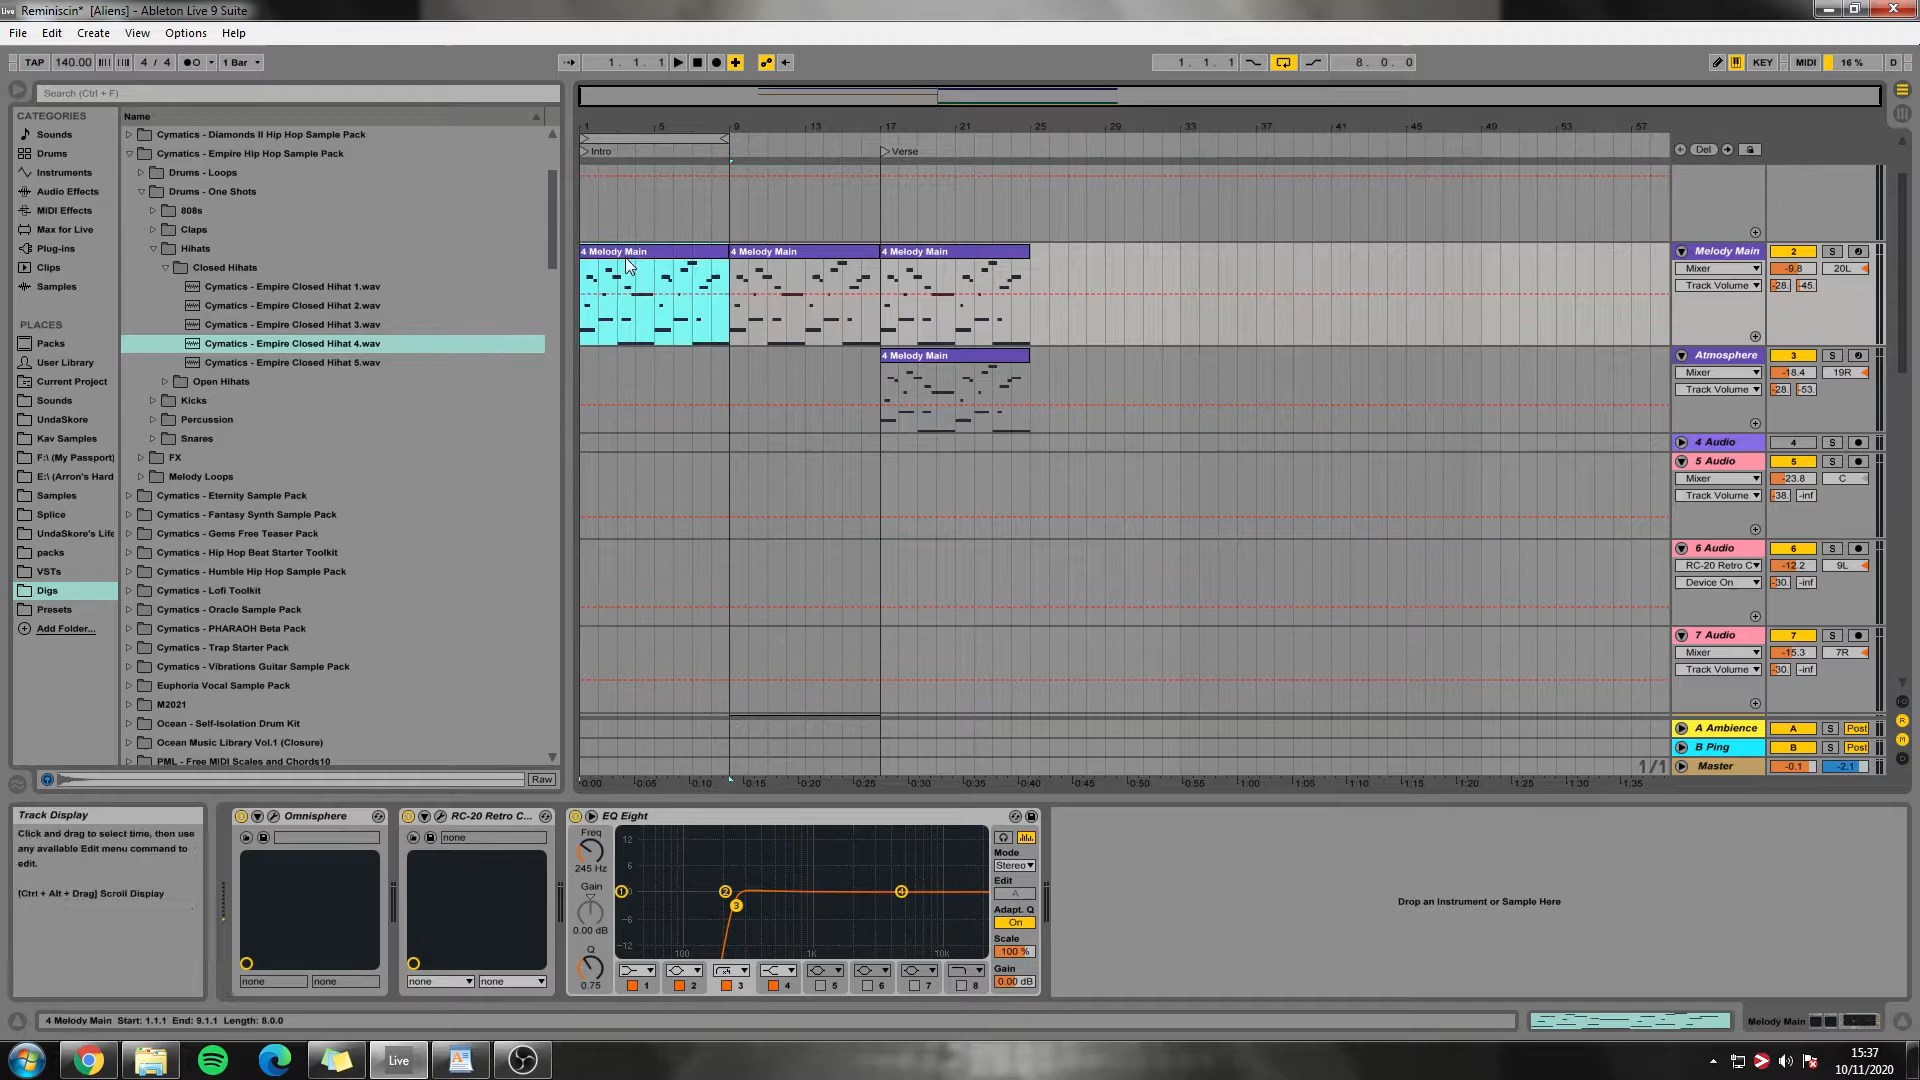 Reminiscin* [Aliens] - Ableton Live 9 Suite
File Edit Create View Options Help
TAP 140.00 4 / 4 1 Bar 1. 1. 1 1. 1. 1 8. 0. 0 KEY MIDI 16 % D
Search (Ctrl + F)
CATEGORIES
Sounds
Drums
Instruments
Audio Effects
MIDI Effects
Max for Live
Plug-ins
Clips
Samples
PLACES
Packs
User Library
Current Project
Sounds
UndaSkore
Kav Samples
F:\ (My Passport)
E:\ (Arron's Hard
Samples
Splice
UndaSkore's Life
packs
VSTs
Digs
Presets
Add Folder...
Name
Cymatics - Diamonds II Hip Hop Sample Pack
Cymatics - Empire Hip Hop Sample Pack
Drums - Loops
Drums - One Shots
808s
Claps
Hihats
Closed Hihats
Cymatics - Empire Closed Hihat 1.wav
Cymatics - Empire Closed Hihat 2.wav
Cymatics - Empire Closed Hihat 3.wav
Cymatics - Empire Closed Hihat 4.wav
Cymatics - Empire Closed Hihat 5.wav
Open Hihats
Kicks
Percussion
Snares
FX
Melody Loops
Cymatics - Eternity Sample Pack
Cymatics - Fantasy Synth Sample Pack
Cymatics - Gems Free Teaser Pack
Cymatics - Hip Hop Beat Starter Toolkit
Cymatics - Humble Hip Hop Sample Pack
Cymatics - Lofi Toolkit
Cymatics - Oracle Sample Pack
Cymatics - PHARAOH Beta Pack
Cymatics - Trap Starter Pack
Cymatics - Vibrations Guitar Sample Pack
Euphoria Vocal Sample Pack
M2021
Ocean - Self-Isolation Drum Kit
Ocean Music Library Vol.1 (Closure)
PML - Free MIDI Scales and Chords10
Raw
1 5 9 13 17 21 25 29 33 37 41 45 49 53 57
Intro Verse Del
4 Melody Main 4 Melody Main 4 Melody Main
4 Melody Main
Melody Main 2 S
Mixer -9.8 20L
Track Volume -28. -45.
Atmosphere 3 S
Mixer -18.4 19R
Track Volume -28. -53.
4 Audio 4 S
5 Audio 5 S
Mixer -23.8 C
Track Volume -38. -inf
6 Audio 6 S
RC-20 Retro C -12.2 9L
Device On -30. -inf
7 Audio 7 S
Mixer -15.3 7R
Track Volume -30. -inf
A Ambience A S Post
B Ping B S Post
1/1 Master -0.1 -2.1
0:00 0:05 0:10 0:15 0:20 0:25 0:30 0:35 0:40 0:45 0:50 0:55 1:00 1:05 1:10 1:15 1:20 1:25 1:30 1:35
Track Display
Click and drag to select time, then use
any available Edit menu command to
edit.
[Ctrl + Alt + Drag] Scroll Display
Omnisphere
none none
RC-20 Retro C...
none
none none
EQ Eight
Freq
245 Hz
Gain
0.00 dB
Q
0.75
12
6
0
-6
-12
100 1k 10k
1 2 3 4
1 2 3 4 5 6 7 8
Mode
Stereo
Edit
A
Adapt. Q
On
Scale
100 %
Gain
0.00 dB
Drop an Instrument or Sample Here
4 Melody Main Start: 1.1.1 End: 9.1.1 Length: 8.0.0
Melody Main
Live
15:37
10/11/2020